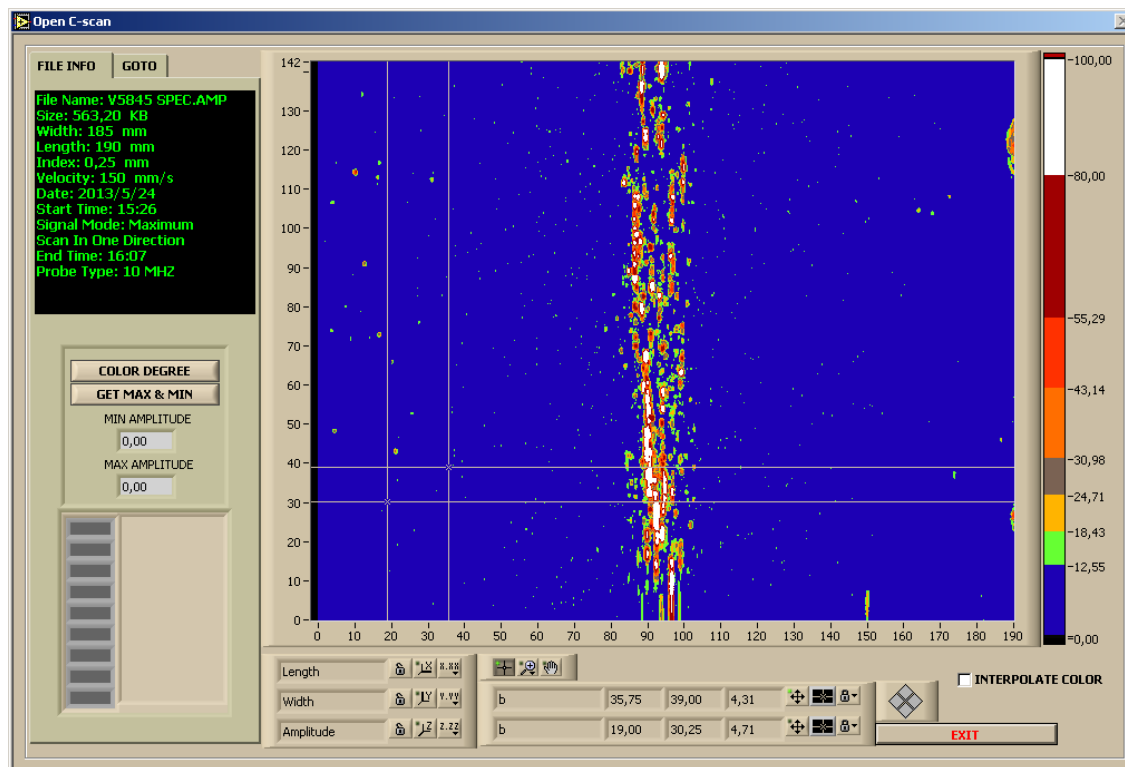 Open C-scan
FILE INFO
GOTO
File Name: V5845 SPEC.AMP
Size: 563,20 KB
Width: 185 mm
Length: 190 mm
Index: 0,25 mm
Velocity: 150 mm/s
Date: 2013/5/24
Start Time: 15:26
Signal Mode: Maximum
Scan In One Direction
End Time: 16:07
Probe Type: 10 MHZ
COLOR DEGREE
GET MAX & MIN
MIN AMPLITUDE
0,00
MAX AMPLITUDE
0,00
142
130
120
110
100
90
80
70
60
50
40
30
20
10
0
0 10 20 30 40 50 60 70 80 90 100 110 120 130 140 150 160 170 180 190
100,00
80,00
55,29
43,14
30,98
24,71
18,43
12,55
0,00
Length X X.XX
Width Y Y.YY
Amplitude Z Z.ZZ
b 35,75 39,00 4,31
b 19,00 30,25 4,71
INTERPOLATE COLOR
EXIT